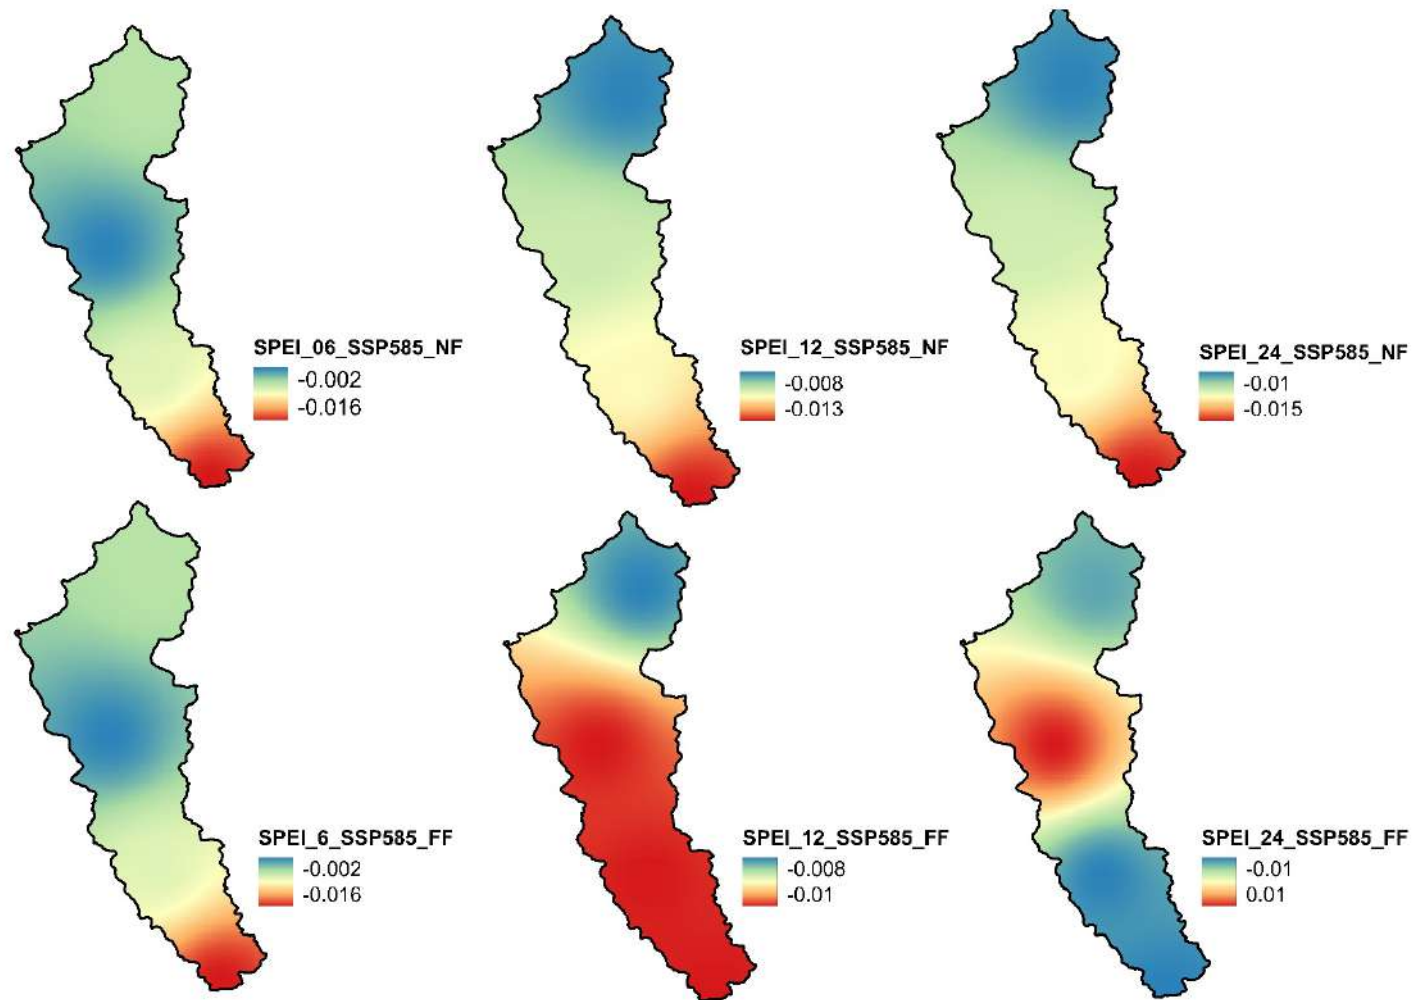 SPEI_06_SSP585_NF
-0.002
-0.016
SPEI_12_SSP585_NF
-0.008
-0.013
SPEI_24_SSP585_NF
-0.01
-0.015
SPEI_6_SSP585_FF
-0.002
-0.016
SPEI_12_SSP585_FF
-0.008
-0.01
SPEI_24_SSP585_FF
-0.01
0.01